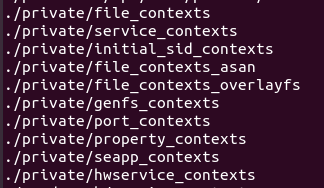 ./private/file_contexts
./private/service_contexts
./private/initial_sid_contexts
./private/file_contexts_asan
./private/file_contexts_overlayfs
./private/genfs_contexts
./private/port_contexts
./private/property_contexts
./private/seapp_contexts
./private/hwservice_contexts